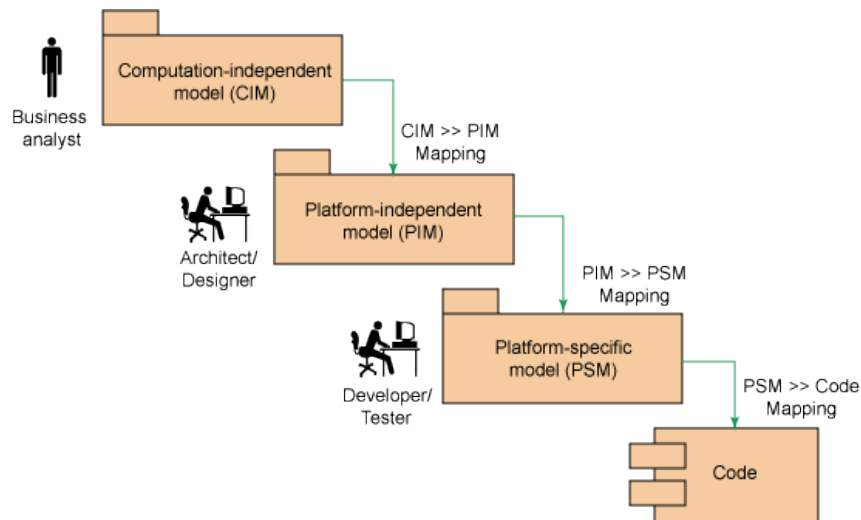 Computation-independent
model (CIM)
Business
analyst
CIM >> PIM
Mapping
Platform-independent
model (PIM)
Architect/
Designer
PIM >> PSM
Mapping
Platform-specific
model (PSM)
Developer/
Tester
PSM >> Code
Mapping
Code